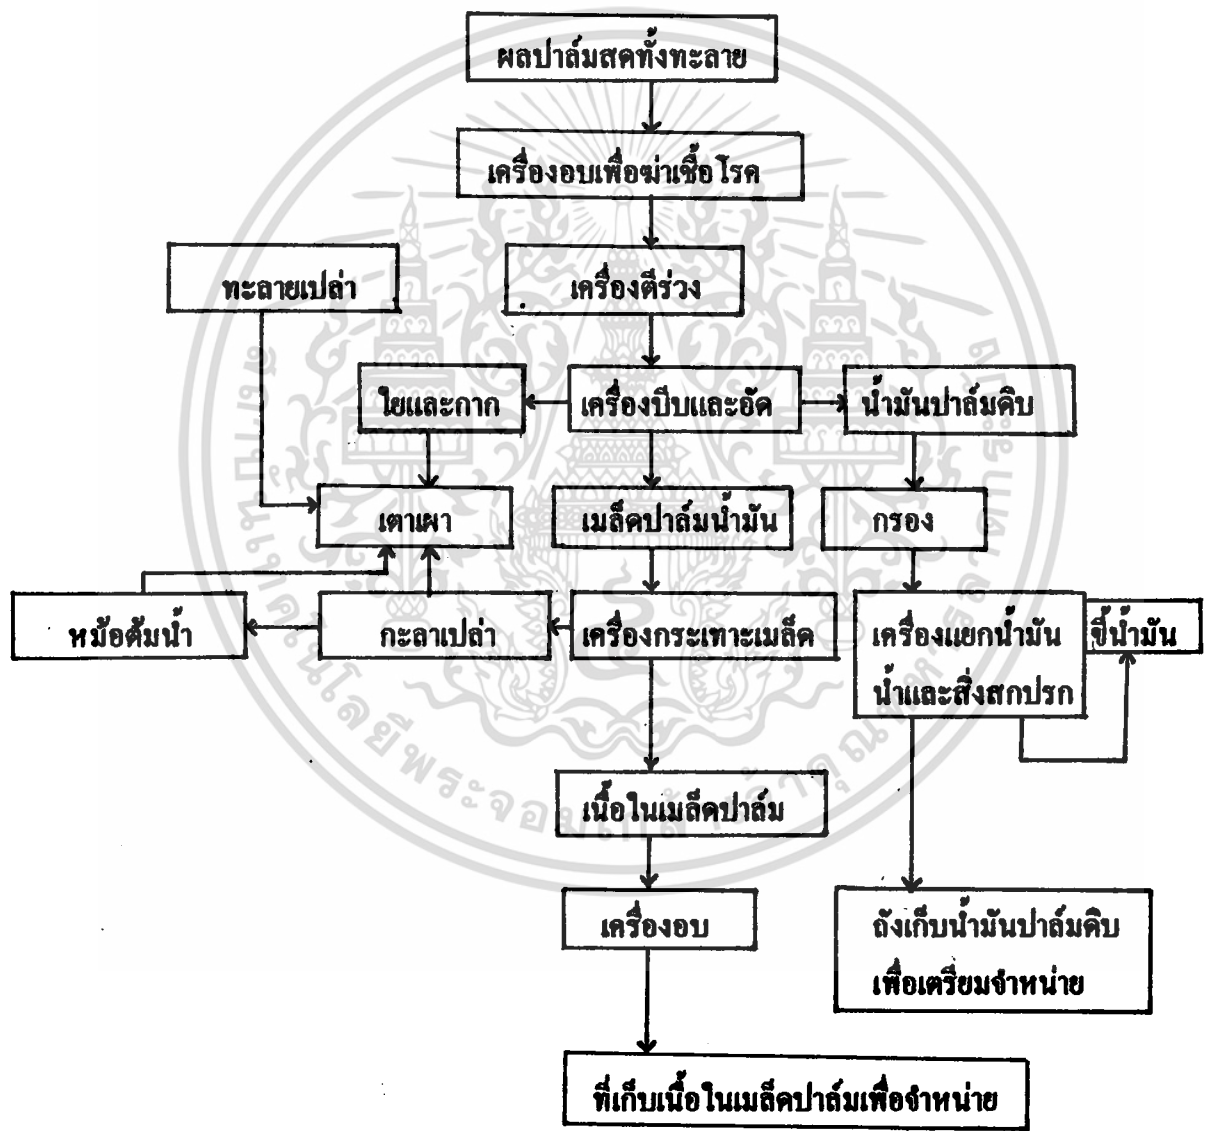 ผลปาล์มสดทั้งทะลาย
เครื่องอบเพื่อฆ่าเชื้อโรค
ทะลายเปล่า
เครื่องตีร่วง
ใยและกาก
เครื่องบีบและอัด
น้ำมันปาล์มดิบ
เตาเผา
เมล็ดปาล์มน้ำมัน
กรอง
หม้อต้มน้ำ
กะลาเปล่า
เครื่องกระเทาะเมล็ด
เครื่องแยกน้ำมัน
น้ำและสิ่งสกปรก
ขี้น้ำมัน
เนื้อในเมล็ดปาล์ม
เครื่องอบ
ถังเก็บน้ำมันปาล์มดิบ
เพื่อเตรียมจำหน่าย
ที่เก็บเนื้อในเมล็ดปาล์มเพื่อจำหน่าย